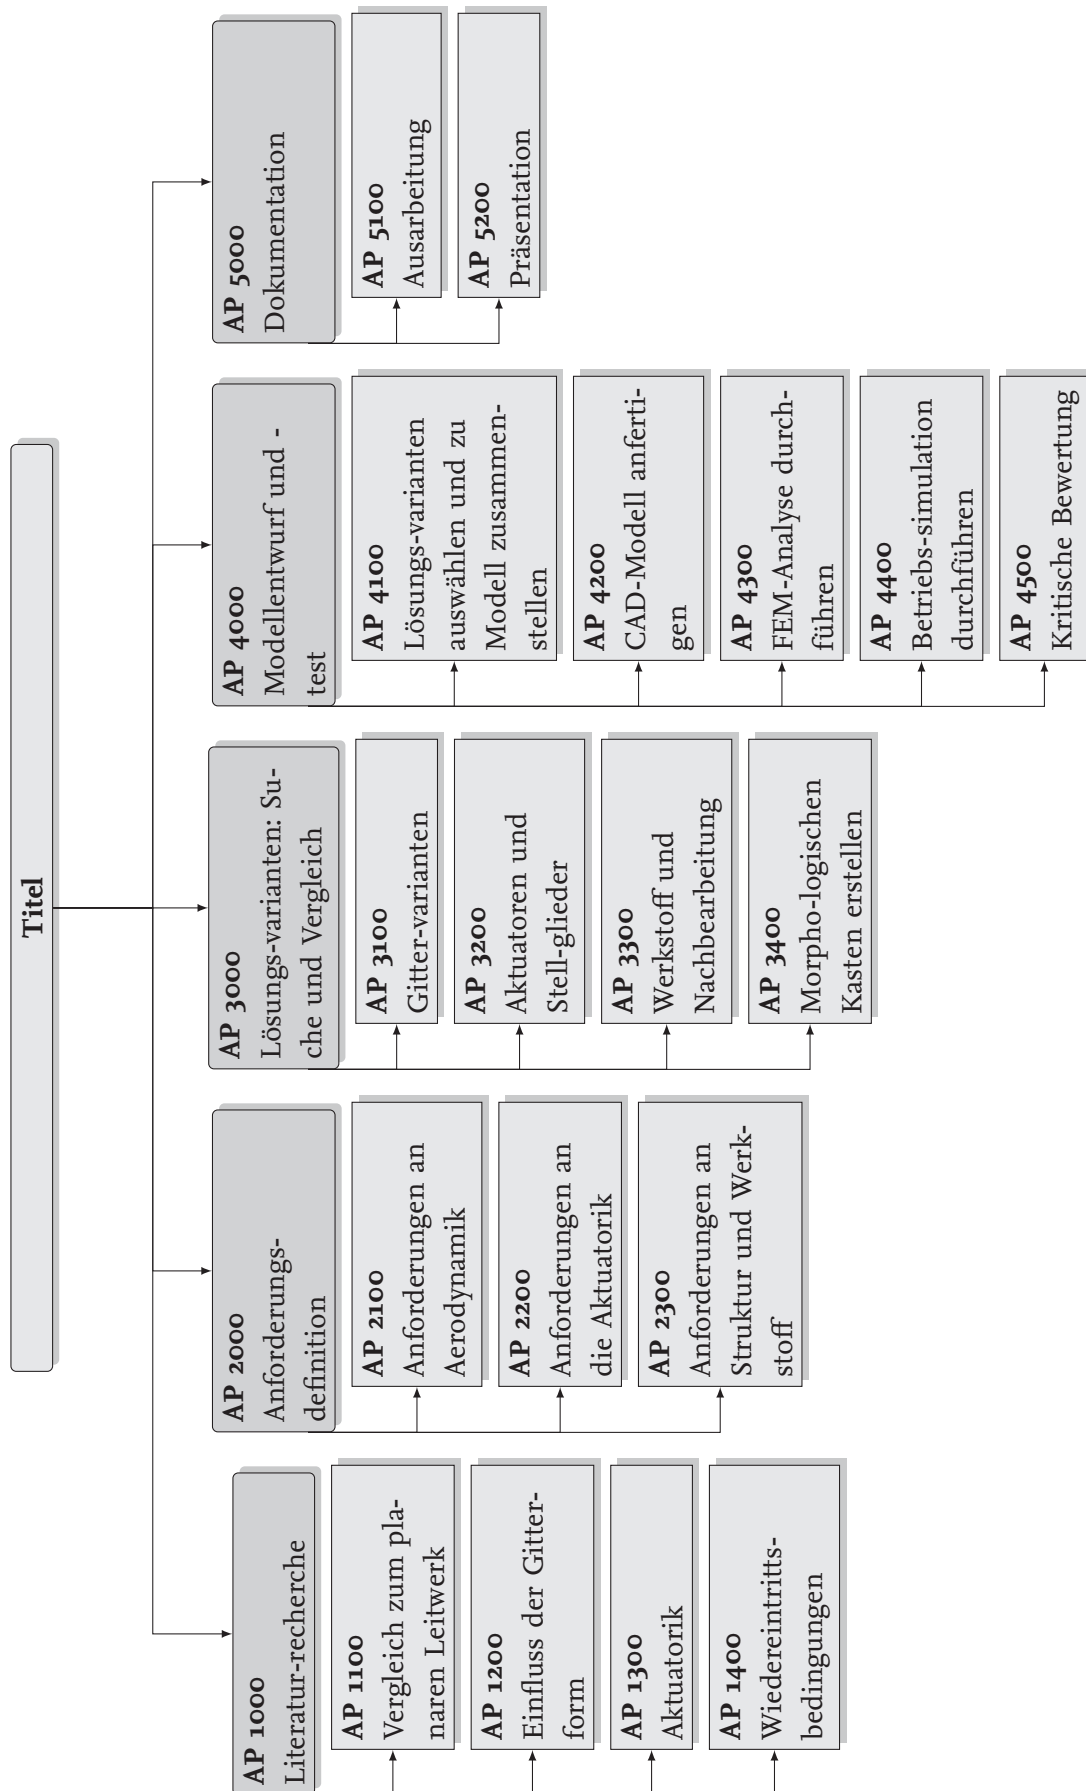 Titel
AP 1000
Literatur-recherche
AP 1100
Vergleich zum pla-
naren Leitwerk
AP 1200
Einfluss der Gitter-
form
AP 1300
Aktuatorik
AP 1400
Wiedereintritts-
bedingungen
AP 2000
Anforderungs-
definition
AP 2100
Anforderungen an
Aerodynamik
AP 2200
Anforderungen an
die Aktuatorik
AP 2300
Anforderungen an
Struktur und Werk-
stoff
AP 3000
Lösungs-varianten: Su-
che und Vergleich
AP 3100
Gitter-varianten
AP 3200
Aktuatoren und
Stell-glieder
AP 3300
Werkstoff und
Nachbearbeitung
AP 3400
Morpho-logischen
Kasten erstellen
AP 4000
Modellentwurf und -
test
AP 4100
Lösungs-varianten
auswählen und zu
Modell zusammen-
stellen
AP 4200
CAD-Modell anferti-
gen
AP 4300
FEM-Analyse durch-
führen
AP 4400
Betriebs-simulation
durchführen
AP 4500
Kritische Bewertung
AP 5000
Dokumentation
AP 5100
Ausarbeitung
AP 5200
Präsentation